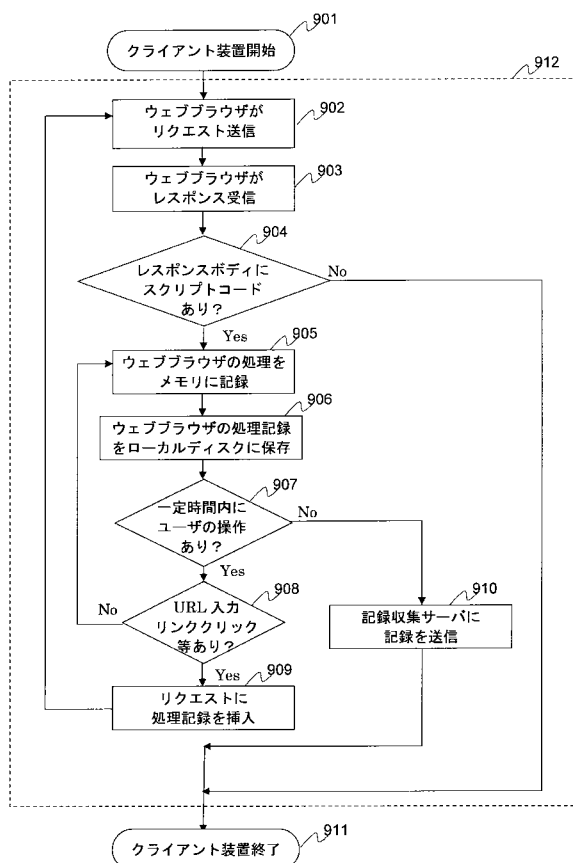 901
クライアント装置開始
912
ウェブブラウザが
リクエスト送信
902
ウェブブラウザが
レスポンス受信
903
904
レスポンスボディに
スクリプトコード
あり？
No
Yes
905
ウェブブラウザの処理を
メモリに記録
906
ウェブブラウザの処理記録
をローカルディスクに保存
907
一定時間内に
ユーザの操作
あり？
No
Yes
908
URL 入力
リンククリック
等あり？
No
910
記録収集サーバに
記録を送信
Yes
909
リクエストに
処理記録を挿入
911
クライアント装置終了